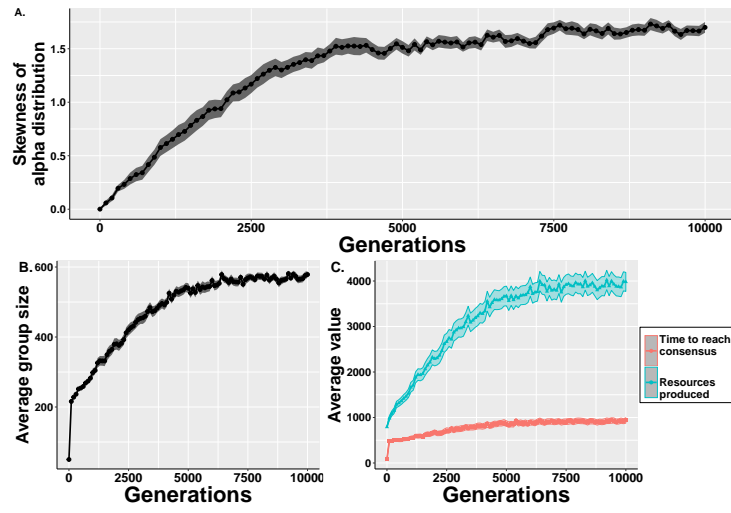 A.
Skewness of
alpha distribution
1.5
1.0
0.5
0.0
0
2500
5000
7500
10000
Generations
B.
Average group size
600
400
200
0
2500
5000
7500
10000
Generations
C.
Average value
4000
3000
2000
1000
0
0
2500
5000
7500
10000
Generations
Time to reach
consensus
Resources
produced